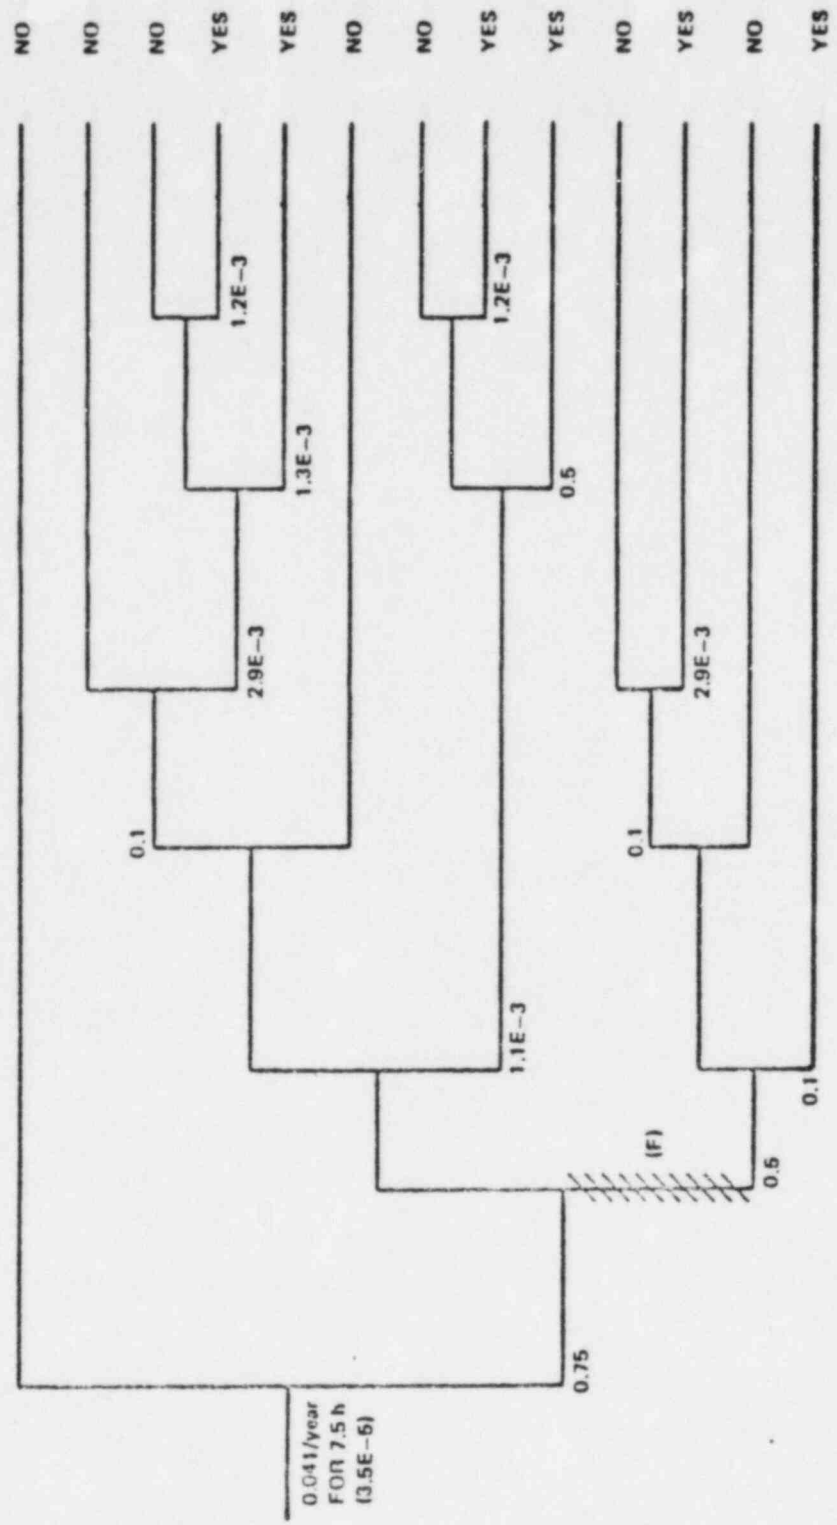 NO
NO
0.1
NO
YES
1.2E−3
2.9E−3
YES
1.3E−3
0.041/year
FOR 7.5 h
(3.5E−5)
NO
NO
YES
1.2E−3
1.1E−3
YES
0.5
0.75
NO
0.1
(F)
YES
2.9E−3
NO
0.5
0.1
YES